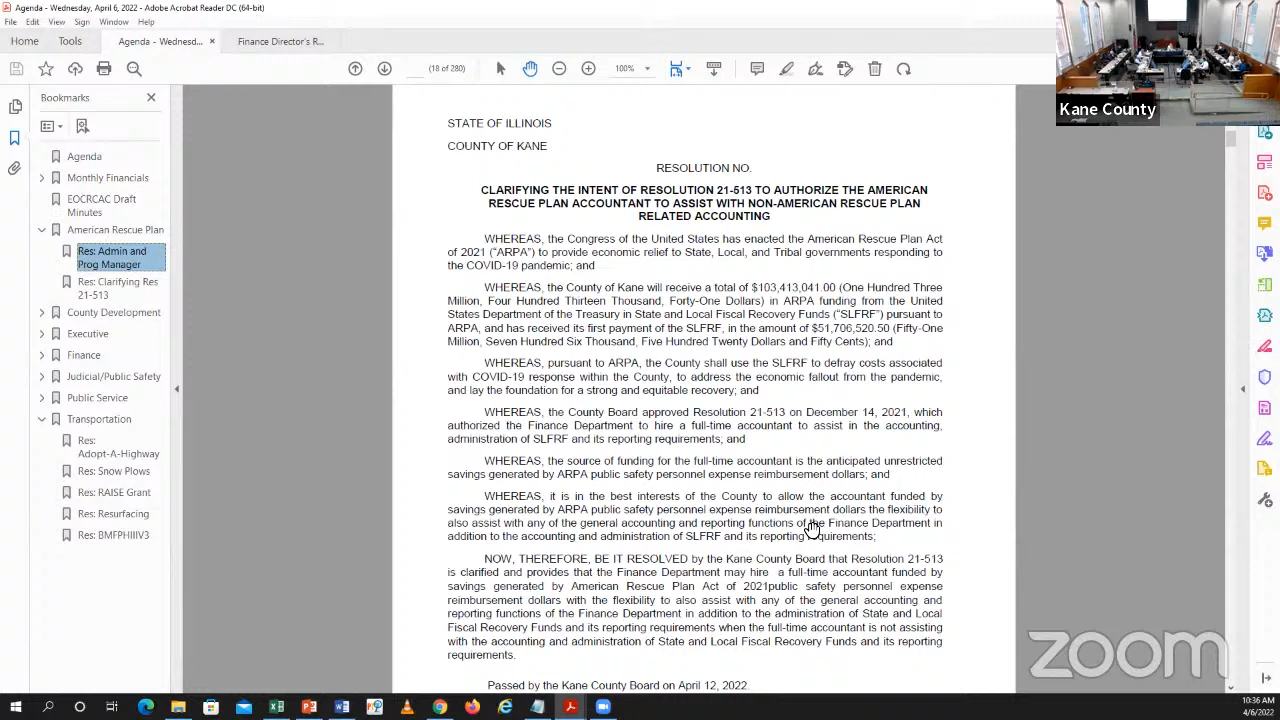 Agenda - Wednesday, April 6, 2022 - Adobe Acrobat Reader DC (64-bit)
File Edit View Sign Window Help
Home Tools Agenda - Wednesd... × Finance Director's R...
(18 of 280) 100%
Bookmarks
Agenda
Monthly Financials
EOCRCAC Draft
Minutes
American Rescue Plan
Res: Admin and
Prog Manager
Res: Clarifying Res
21-513
County Development
Executive
Finance
Judicial/Public Safety
Public Service
Transportation
Res:
Adopt-A-Highway
Res: Snow Plows
Res: RAISE Grant
Res: Resurfacing
Res: BMFPHIIIV3
STATE OF ILLINOIS
COUNTY OF KANE
RESOLUTION NO.
CLARIFYING THE INTENT OF RESOLUTION 21-513 TO AUTHORIZE THE AMERICAN
RESCUE PLAN ACCOUNTANT TO ASSIST WITH NON-AMERICAN RESCUE PLAN
RELATED ACCOUNTING
WHEREAS, the Congress of the United States has enacted the American Rescue Plan Act
of 2021 ("ARPA") to provide economic relief to State, Local, and Tribal governments responding to
the COVID-19 pandemic; and
WHEREAS, the County of Kane will receive a total of $103,413,041.00 (One Hundred Three
Million, Four Hundred Thirteen Thousand, Forty-One Dollars) in ARPA funding from the United
States Department of the Treasury in State and Local Fiscal Recovery Funds ("SLFRF") pursuant to
ARPA, and has received its first payment of the SLFRF, in the amount of $51,706,520.50 (Fifty-One
Million, Seven Hundred Six Thousand, Five Hundred Twenty Dollars and Fifty Cents); and
WHEREAS, pursuant to ARPA, the County shall use the SLFRF to defray costs associated
with COVID-19 response within the County, to address the economic fallout from the pandemic,
and lay the foundation for a strong and equitable recovery; and
WHEREAS, the County Board approved Resolution 21-513 on December 14, 2021, which
authorized the Finance Department to hire a full-time accountant to assist in the accounting,
administration of SLFRF and its reporting requirements; and
WHEREAS, the source of funding for the full-time accountant is the anticipated unrestricted
savings generated by ARPA public safety personnel expense reimbursement dollars; and
WHEREAS, it is in the best interests of the County to allow the accountant funded by
savings generated by ARPA public safety personnel expense reimbursement dollars the flexibility to
also assist with any of the general accounting and reporting functions of the Finance Department in
addition to the accounting and administration of SLFRF and its reporting requirements;
NOW, THEREFORE, BE IT RESOLVED by the Kane County Board that Resolution 21-513
is clarified and provides that the Finance Department may hire a full-time accountant funded by
savings generated by American Rescue Plan Act of 2021public safety personnel expense
reimbursement dollars with the flexibility to also assist with any of the general accounting and
reporting functions of the Finance Department in addition to the administration of State and Local
Fiscal Recovery Funds and its reporting requirements when the full-time accountant is not assisting
with the accounting and administration of State and Local Fiscal Recovery Funds and its reporting
requirements.
Passed by the Kane County Board on April 12, 2022.
Kane County
zoom
10:36 AM
4/6/2022